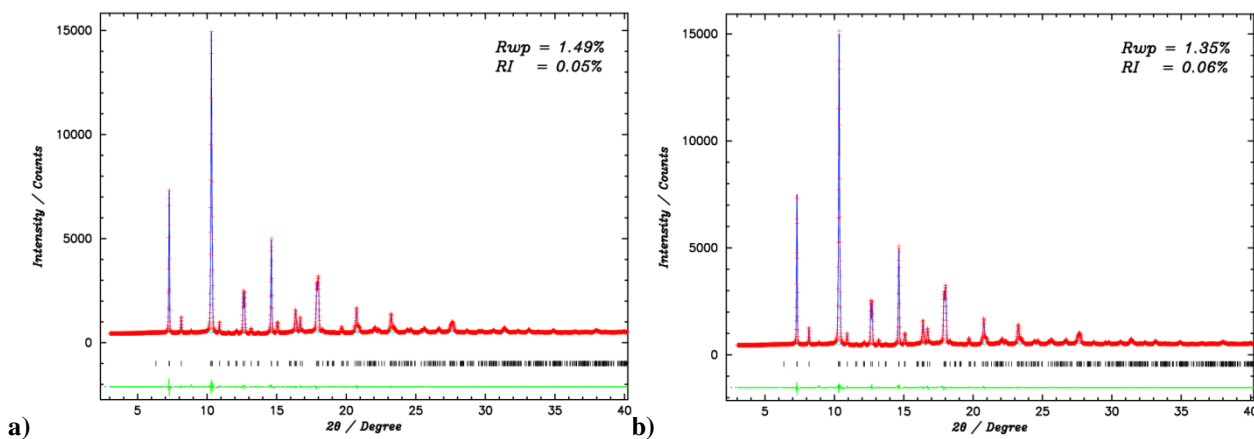 15000
Rwp = 1.49%
RI = 0.05%
10000
5000
0
Intensity / Counts
5 10 15 20 25 30 35 40
2θ / Degree
a)
15000
Rwp = 1.35%
RI = 0.06%
10000
5000
0
Intensity / Counts
5 10 15 20 25 30 35 40
2θ / Degree
b)